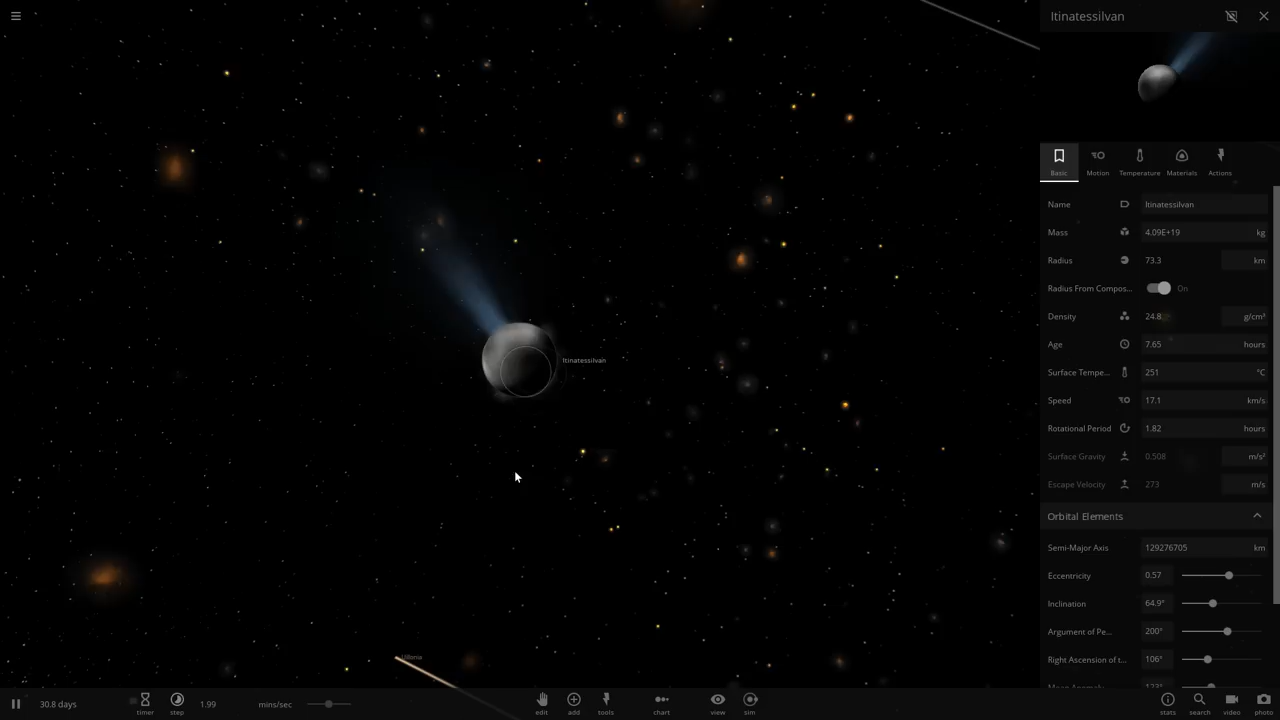 Itinatessilvan
Basic
Motion
Temperature
Materials
Actions
Name Itinatessilvan
Mass 4.09E+19 kg
Radius 73.3 km
Radius From Compos... On
Density 24.8 g/cm³
Age 7.65 hours
Surface Tempe... 251 °C
Speed 17.1 km/s
Rotational Period 1.82 hours
Surface Gravity 0.508 m/s²
Escape Velocity 273 m/s
Orbital Elements
Semi-Major Axis 129276705 km
Eccentricity 0.57
Inclination 64.9°
Argument of Pe... 200°
Right Ascension of t... 106°
Itinatessilvan
30.8 days
timer
step
1.99 mins/sec
edit
add
tools
chart
view
sim
stats
search
video
photo